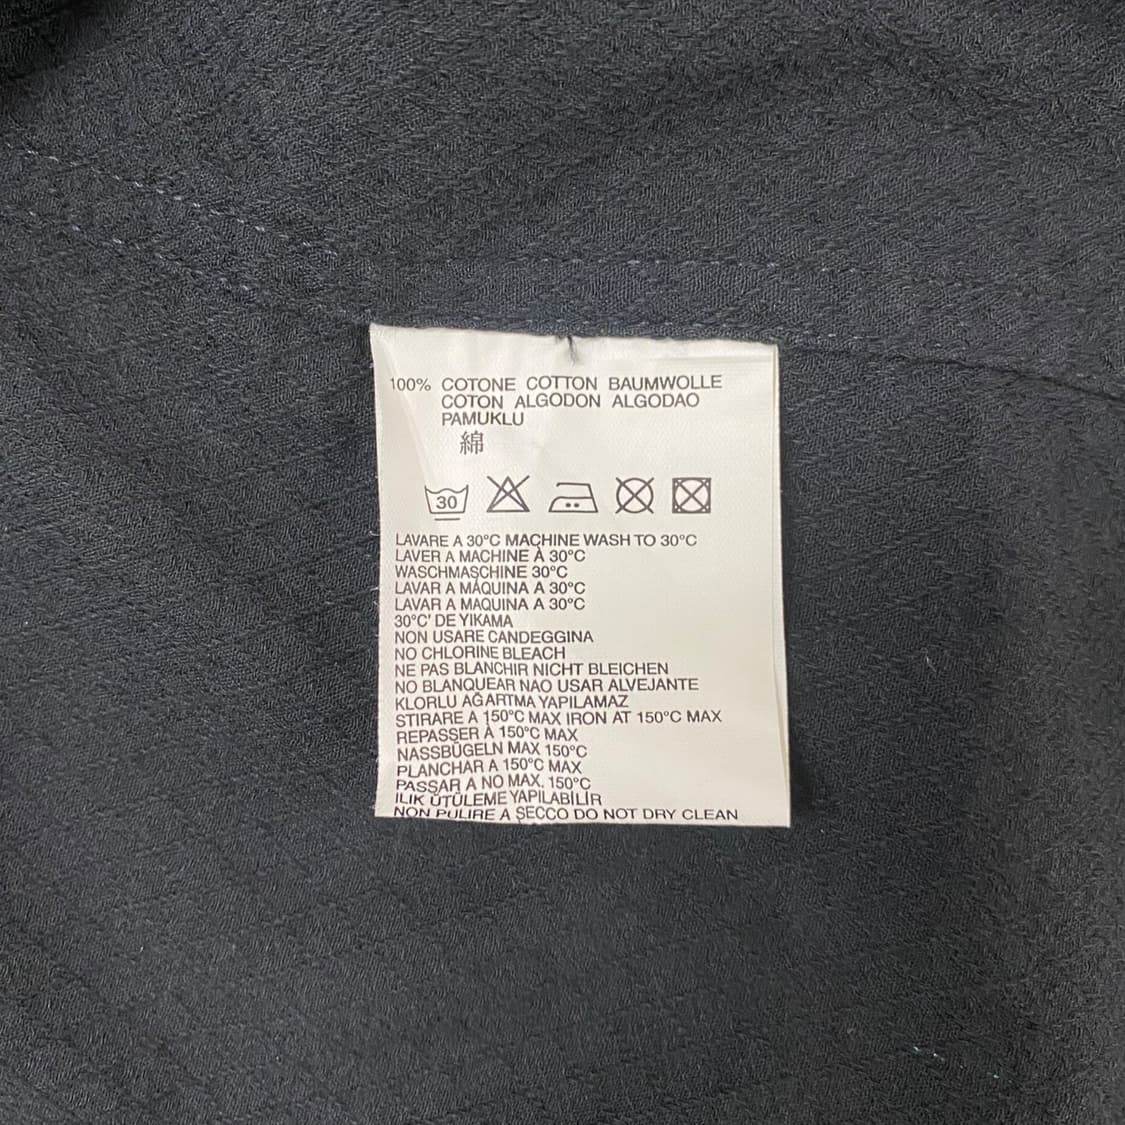 100% COTONE COTTON BAUMWOLLE
COTON ALGODON ALGODAO
PAMUKLU
綿
30
LAVARE A 30°C MACHINE WASH TO 30°C
LAVER A MACHINE À 30°C
WASCHMASCHINE 30°C
LAVAR A MÁQUINA A 30°C
LAVAR A MAQUINA A 30°C
30°C' DE YIKAMA
NON USARE CANDEGGINA
NO CHLORINE BLEACH
NE PAS BLANCHIR NICHT BLEICHEN
NO BLANQUEAR NAO USAR ALVEJANTE
KLORLU AĞARTMA YAPILAMAZ
STIRARE A 150°C MAX IRON AT 150°C MAX
REPASSER À 150°C MAX
NASSBÜGELN MAX 150°C
PLANCHAR A 150°C MAX
PASSAR A NO MAX. 150°C
ILIK ÜTÜLEME YAPILABİLİR
NON PULIRE A SECCO DO NOT DRY CLEAN